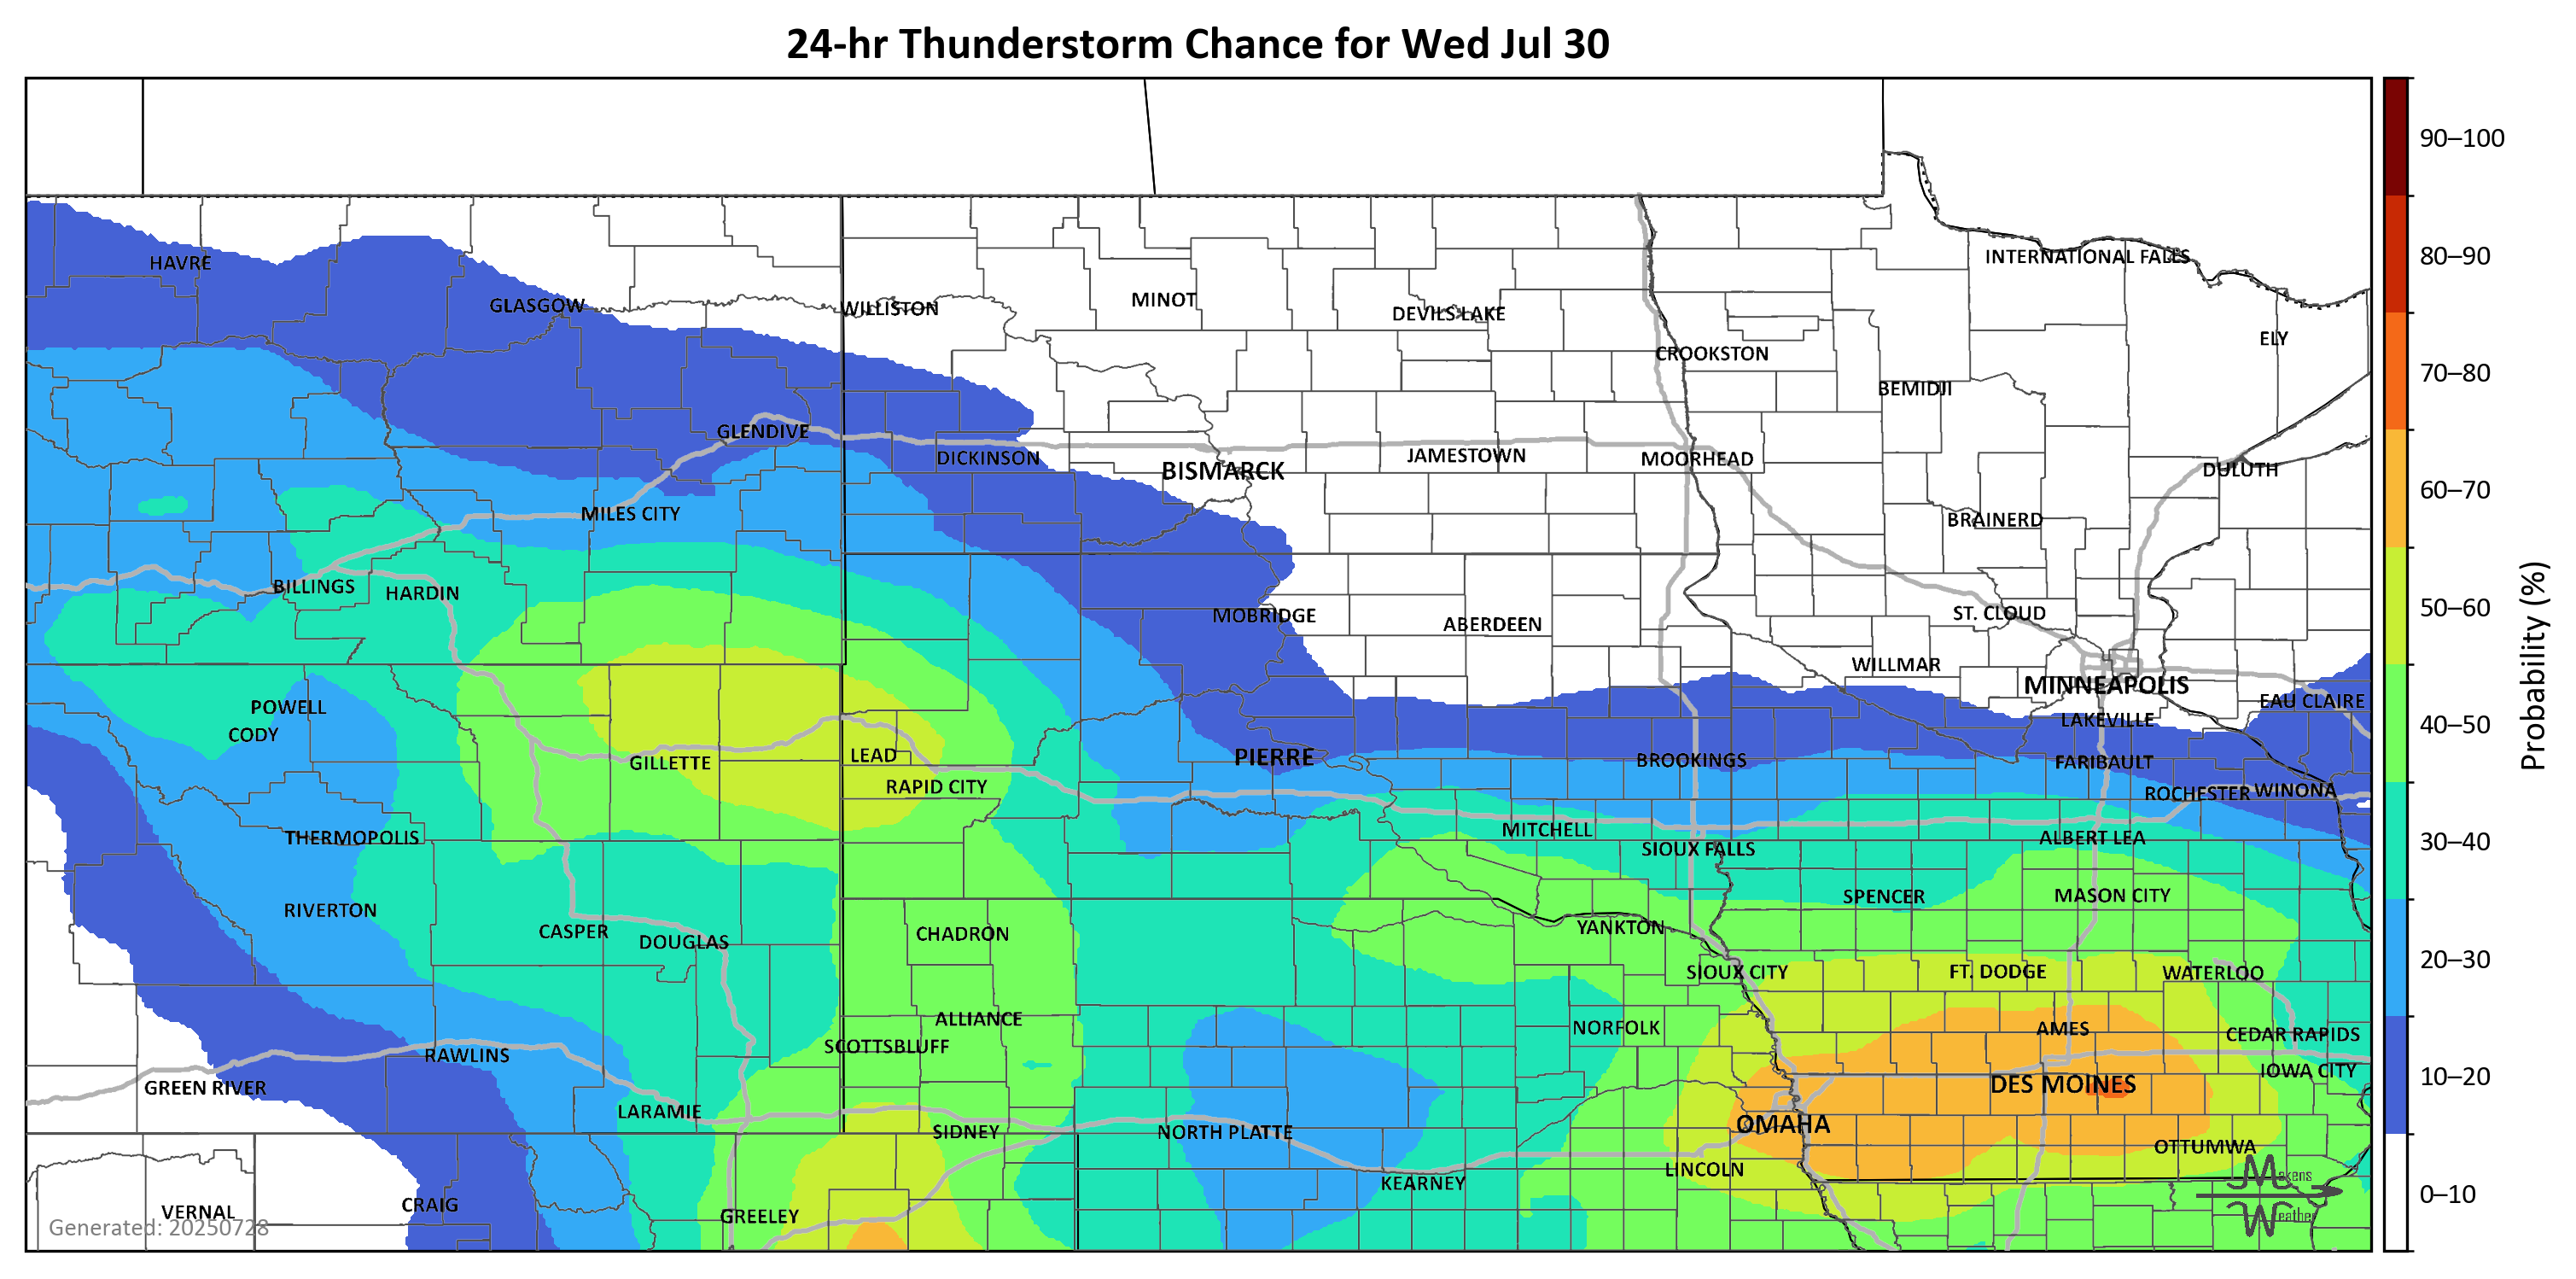 24-hr Thunderstorm Chance for Wed Jul 30
90–100
HAVRE
INTERNATIONAL FALLS
80–90
GLASGOW
WILLISTON
MINOT
DEVILS LAKE
ELY
CROOKSTON
70–80
BEMIDJI
GLENDIVE
DICKINSON
BISMARCK
JAMESTOWN
MOORHEAD
DULUTH
60–70
MILES CITY
BRAINERD
BILLINGS
HARDIN
MOBRIDGE
ABERDEEN
ST. CLOUD
50–60
Probability (%)
WILLMAR
MINNEAPOLIS
EAU CLAIRE
POWELL
LAKEVILLE
40–50
CODY
GILLETTE
LEAD
PIERRE
BROOKINGS
FARIBAULT
RAPID CITY
ROCHESTER
WINONA
THERMOPOLIS
MITCHELL
ALBERT LEA
30–40
SIOUX FALLS
RIVERTON
SPENCER
MASON CITY
CASPER
DOUGLAS
CHADRON
YANKTON
20–30
SIOUX CITY
FT. DODGE
WATERLOO
ALLIANCE
NORFOLK
AMES
CEDAR RAPIDS
RAWLINS
SCOTTSBLUFF
IOWA CITY
GREEN RIVER
DES MOINES
10–20
LARAMIE
SIDNEY
NORTH PLATTE
OMAHA
OTTUMWA
LINCOLN
KEARNEY
Makens
VERNAL
CRAIG
GREELEY
Weather
0–10
Generated: 20250728